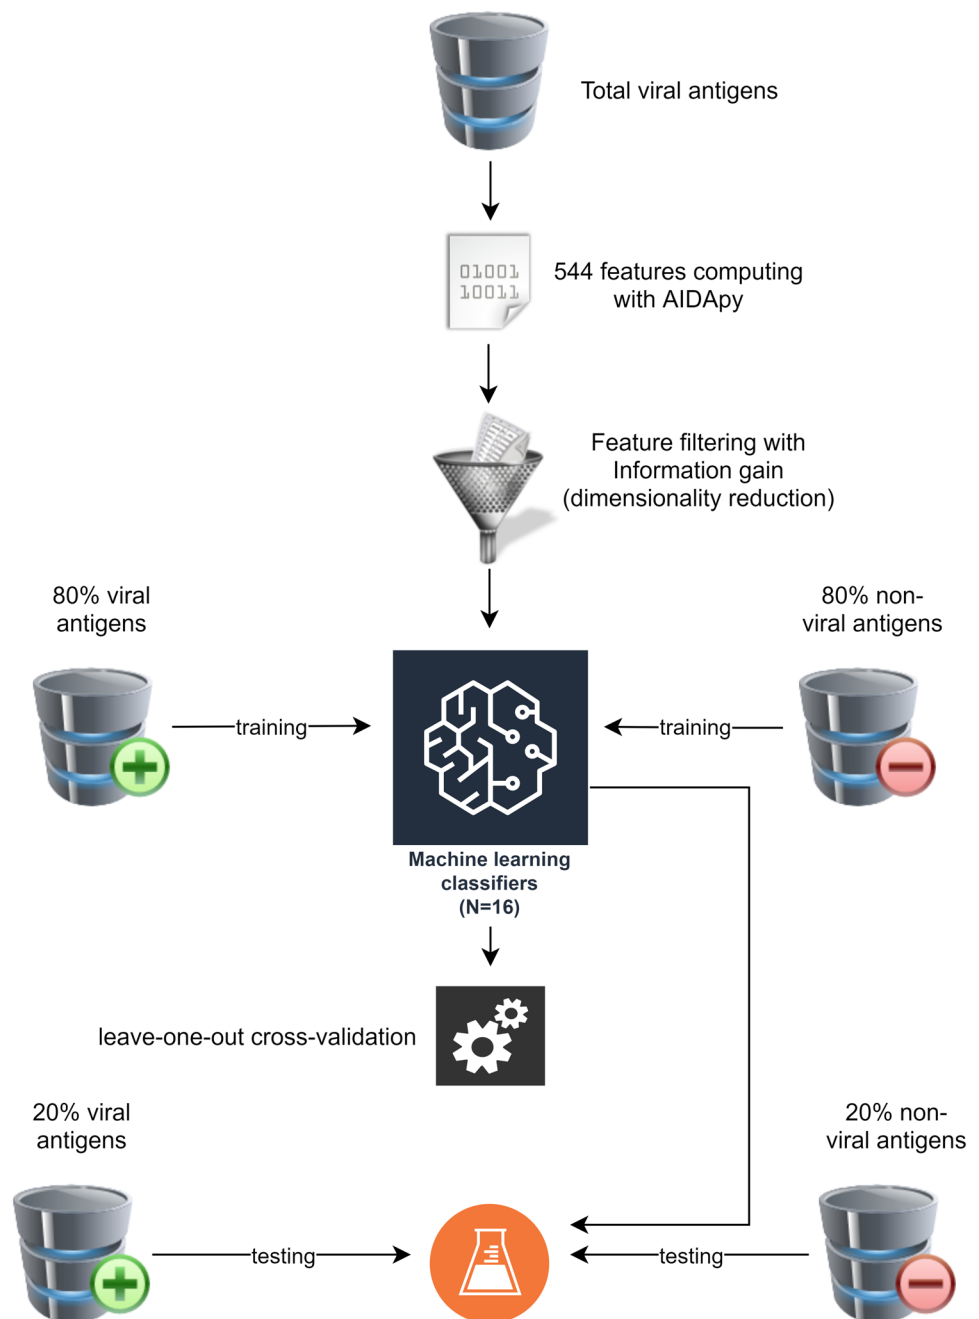 Total viral antigens
01001
10011
544 features computing
with AIDApy
Feature filtering with
Information gain
(dimensionality reduction)
80% viral
antigens
80% non-
viral antigens
training
training
Machine learning
classifiers
(N=16)
leave-one-out cross-validation
20% viral
antigens
20% non-
viral antigens
testing
testing